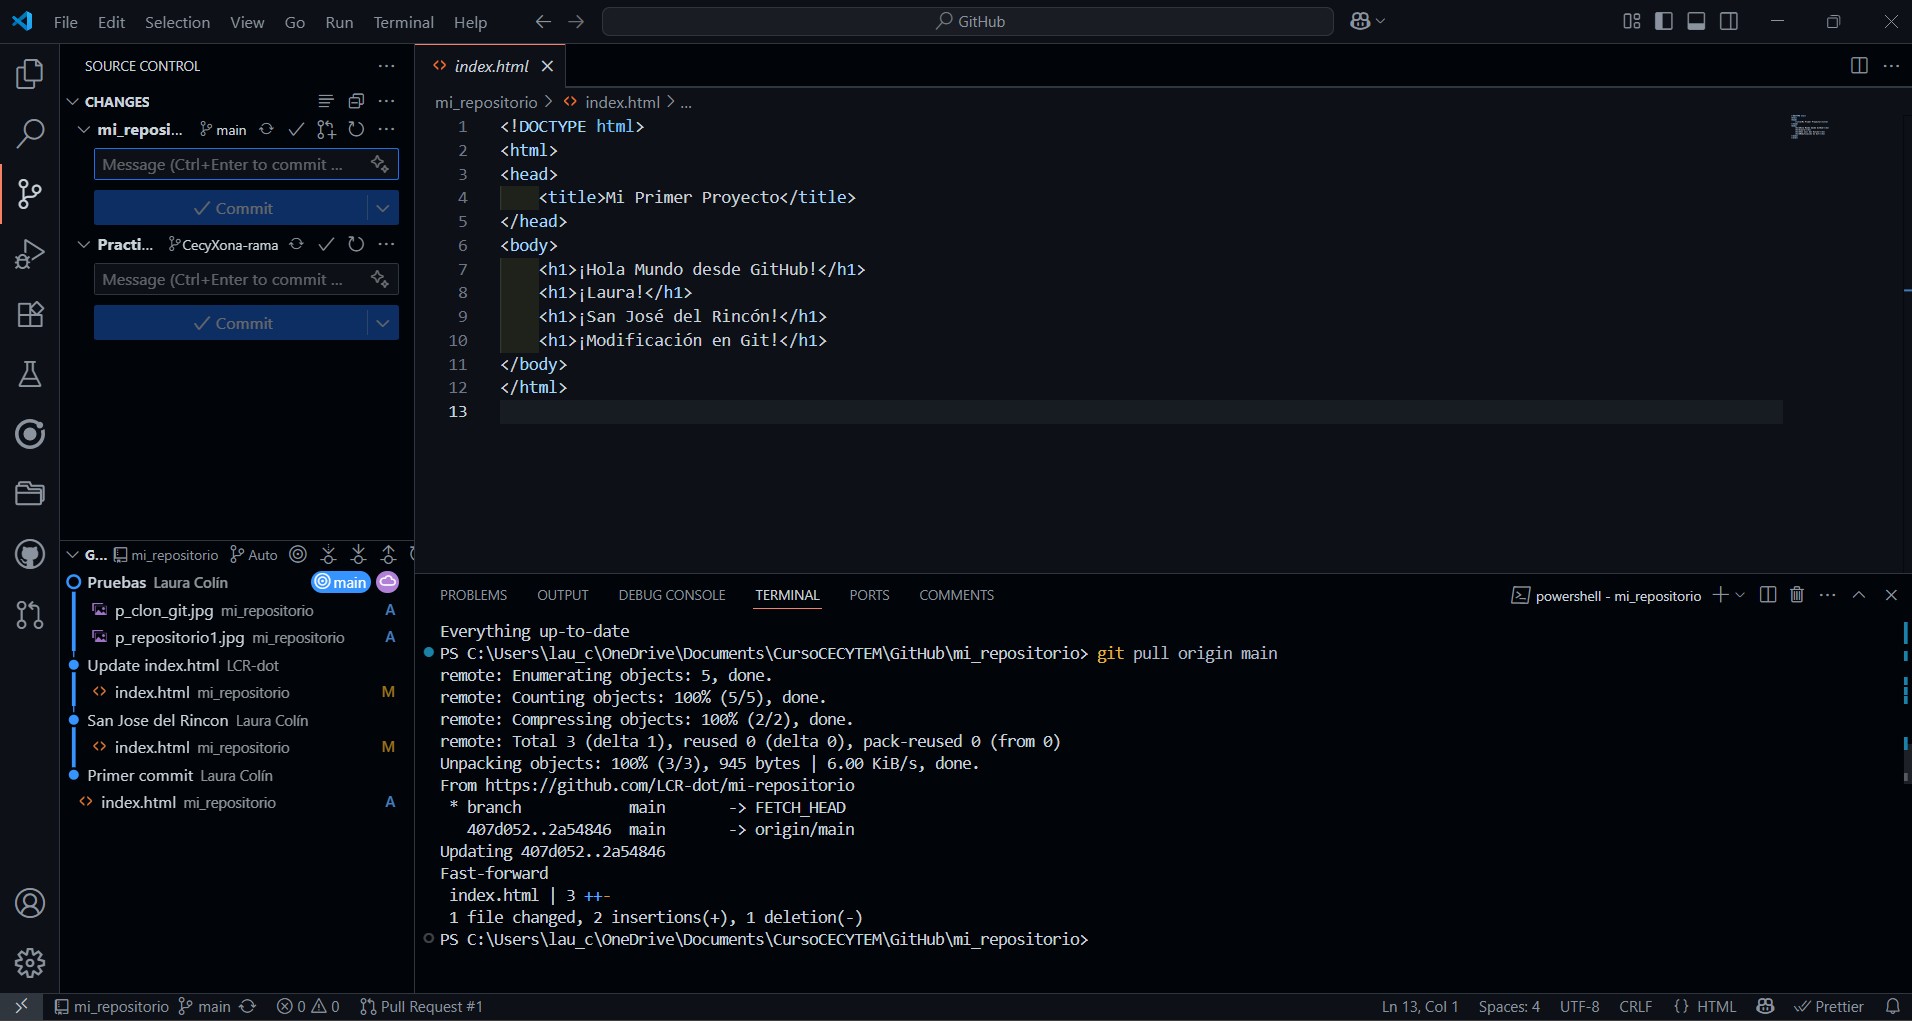 File Edit Selection View Go Run Terminal Help
GitHub
SOURCE CONTROL
CHANGES
mi_reposi... main
Message (Ctrl+Enter to commit ...
Commit
Practi... CecyXona-rama
Message (Ctrl+Enter to commit ...
Commit
G... mi_repositorio Auto
Pruebas Laura Colín main
p_clon_git.jpg mi_repositorio A
p_repositorio1.jpg mi_repositorio A
Update index.html LCR-dot
index.html mi_repositorio M
San Jose del Rincon Laura Colín
index.html mi_repositorio M
Primer commit Laura Colín
index.html mi_repositorio A
index.html
mi_repositorio > index.html > ...
1 <!DOCTYPE html>
2 <html>
3 <head>
4 <title>Mi Primer Proyecto</title>
5 </head>
6 <body>
7 <h1>¡Hola Mundo desde GitHub!</h1>
8 <h1>¡Laura!</h1>
9 <h1>¡San José del Rincón!</h1>
10 <h1>¡Modificación en Git!</h1>
11 </body>
12 </html>
13
PROBLEMS OUTPUT DEBUG CONSOLE TERMINAL PORTS COMMENTS
powershell - mi_repositorio
Everything up-to-date
PS C:\Users\lau_c\OneDrive\Documents\CursoCECYTEM\GitHub\mi_repositorio> git pull origin main
remote: Enumerating objects: 5, done.
remote: Counting objects: 100% (5/5), done.
remote: Compressing objects: 100% (2/2), done.
remote: Total 3 (delta 1), reused 0 (delta 0), pack-reused 0 (from 0)
Unpacking objects: 100% (3/3), 945 bytes | 6.00 KiB/s, done.
From https://github.com/LCR-dot/mi-repositorio
* branch main -> FETCH_HEAD
407d052..2a54846 main -> origin/main
Updating 407d052..2a54846
Fast-forward
index.html | 3 ++-
1 file changed, 2 insertions(+), 1 deletion(-)
PS C:\Users\lau_c\OneDrive\Documents\CursoCECYTEM\GitHub\mi_repositorio>
mi_repositorio main 0 0 Pull Request #1
Ln 13, Col 1 Spaces: 4 UTF-8 CRLF {} HTML Prettier